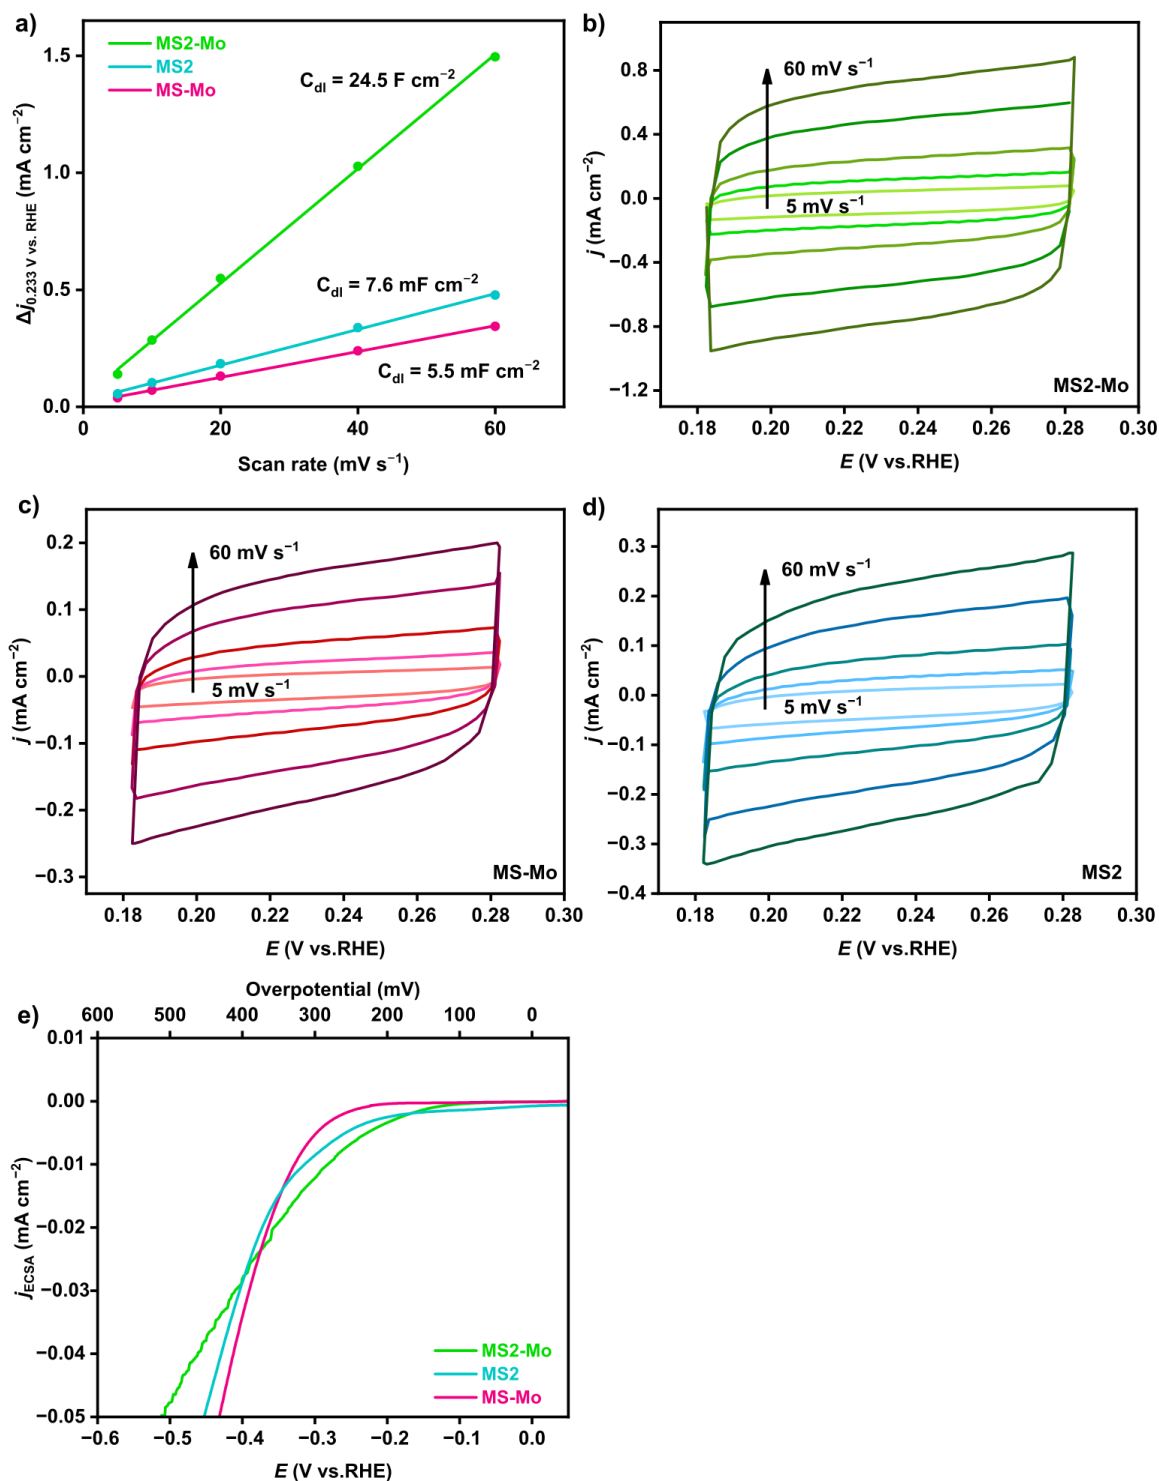 a)
MS2-Mo
MS2
MS-Mo
C_dl = 24.5 F cm⁻²
C_dl = 7.6 mF cm⁻²
C_dl = 5.5 mF cm⁻²
Δj_0.233 V vs. RHE (mA cm⁻²)
1.5
1.0
0.5
0.0
0 20 40 60
Scan rate (mV s⁻¹)
b)
60 mV s⁻¹
5 mV s⁻¹
MS2-Mo
j (mA cm⁻²)
0.8
0.4
0.0
−0.4
−0.8
−1.2
0.18 0.20 0.22 0.24 0.26 0.28 0.30
E (V vs.RHE)
c)
60 mV s⁻¹
5 mV s⁻¹
MS-Mo
j (mA cm⁻²)
0.2
0.1
0.0
−0.1
−0.2
−0.3
0.18 0.20 0.22 0.24 0.26 0.28 0.30
E (V vs.RHE)
d)
60 mV s⁻¹
5 mV s⁻¹
MS2
j (mA cm⁻²)
0.3
0.2
0.1
0.0
−0.1
−0.2
−0.3
−0.4
0.18 0.20 0.22 0.24 0.26 0.28 0.30
E (V vs.RHE)
e)
Overpotential (mV)
600 500 400 300 200 100 0
j_ECSA (mA cm⁻²)
0.01
0.00
−0.01
−0.02
−0.03
−0.04
−0.05
MS2-Mo
MS2
MS-Mo
−0.6 −0.5 −0.4 −0.3 −0.2 −0.1 0.0
E (V vs.RHE)